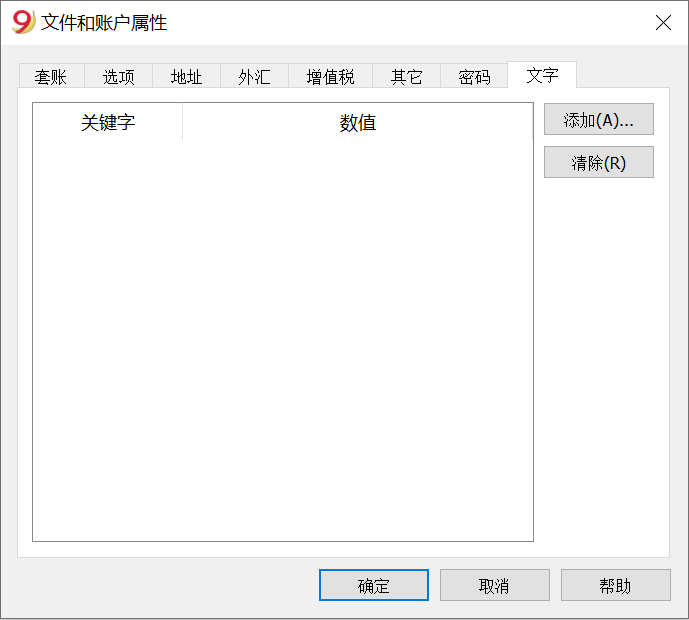 文件和账户属性
套账 选项 地址 外汇 增值税 其它 密码 文字
关键字 数值
添加(A)...
清除(R)
确定 取消 帮助